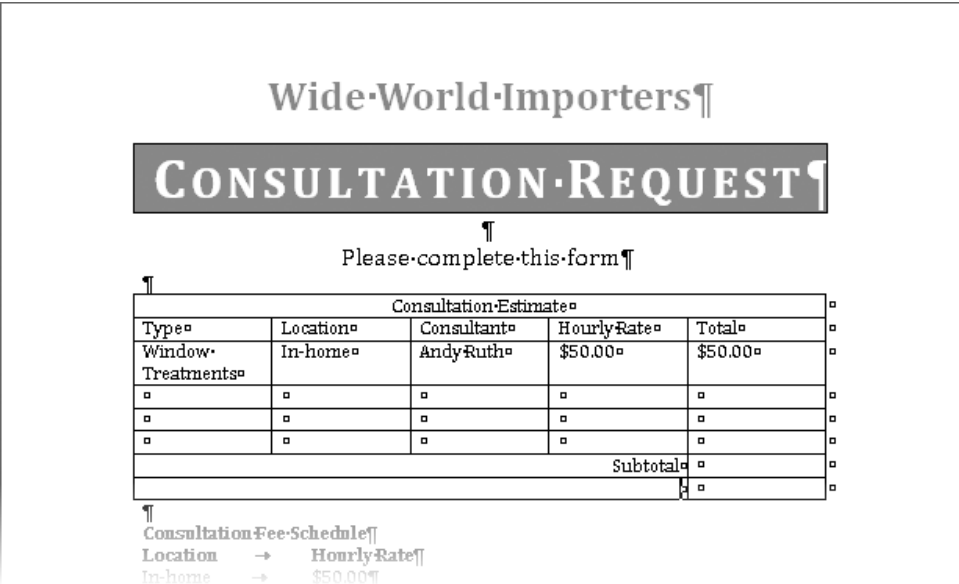 Wide·World·Importers¶
CONSULTATION·REQUEST¶
¶
Please·complete·this·form¶
¶
Consultation·Estimate¤ ¤
Type¤ Location¤ Consultant¤ Hourly·Rate¤ Total¤ ¤
Window· In-home¤ Andy·Ruth¤ $50.00¤ $50.00¤ ¤
Treatments¤
¤ ¤ ¤ ¤ ¤ ¤
¤ ¤ ¤ ¤ ¤ ¤
¤ ¤ ¤ ¤ ¤ ¤
Subtotal¤ ¤ ¤
¤ ¤ ¤
¶
Consultation·Fee·Schedule¶
Location → Hourly·Rate¶
In-home → $50.00¶